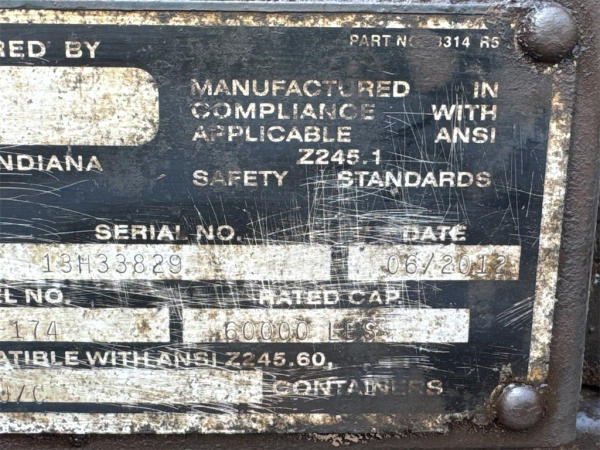 RED BY
PART NO. 3314 R5
MANUFACTURED IN
COMPLIANCE WITH
APPLICABLE ANSI
Z245.1
SAFETY STANDARDS
NDIANA
SERIAL NO. DATE
13H33829 06/2012
EL NO. RATED CAP.
174 60000 LBS
ATIBLE WITH ANSI Z245.60,
CONTAINERS